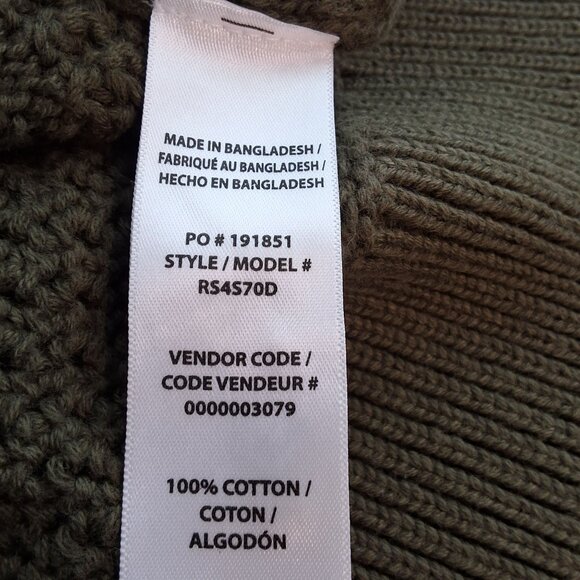 MADE IN BANGLADESH /
FABRIQUÉ AU BANGLADESH /
HECHO EN BANGLADESH
PO # 191851
STYLE / MODEL #
RS4S70D
VENDOR CODE /
CODE VENDEUR #
0000003079
100% COTTON /
COTON /
ALGODÓN